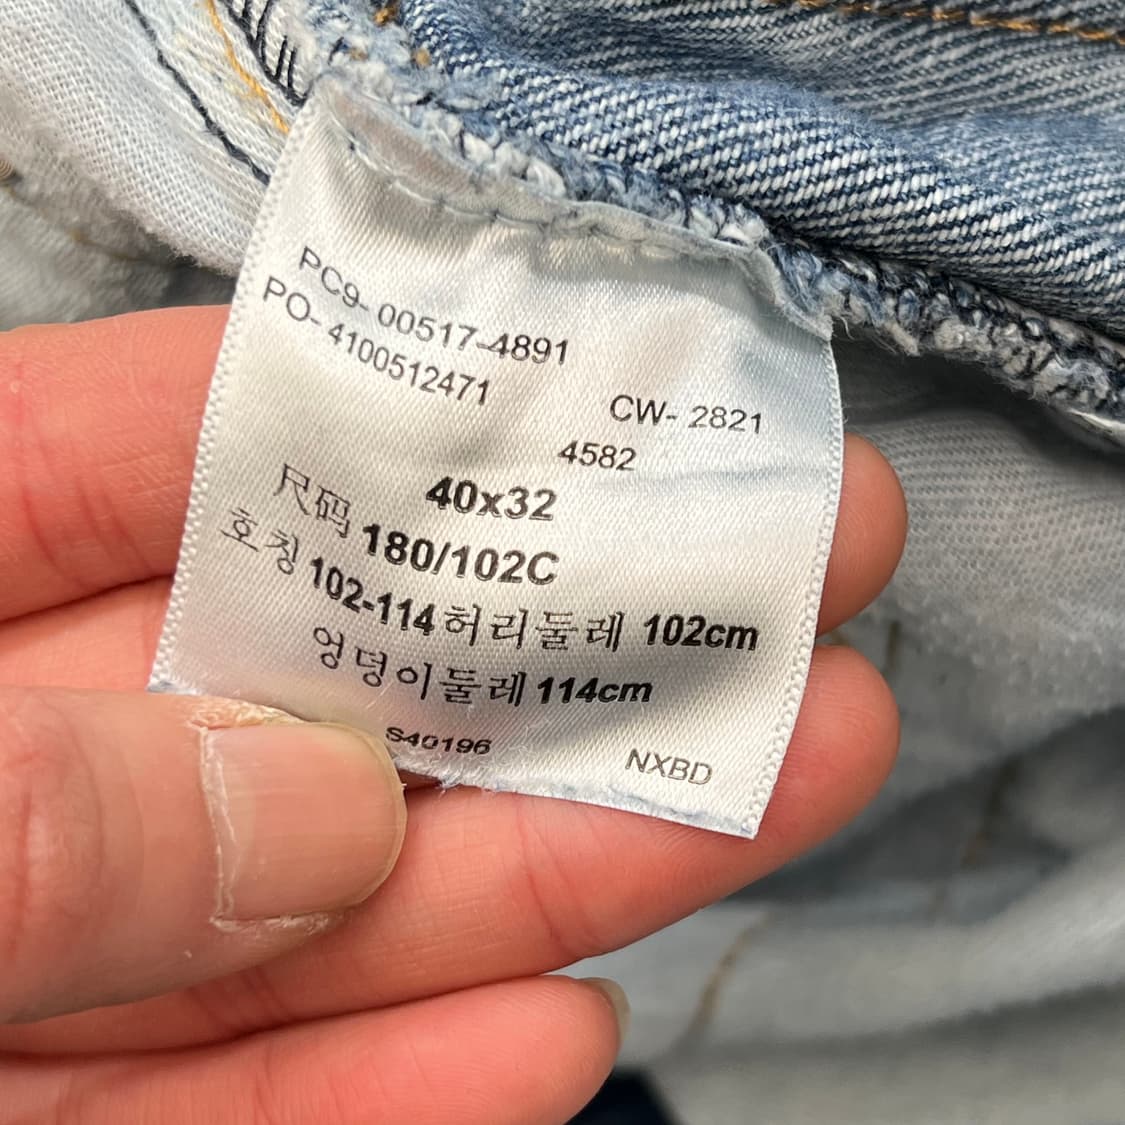 PC9- 00517-4891
PO- 4100512471
CW- 2821
4582
40x32
尺码 180/102C
호칭 102-114 허리둘레 102cm
엉덩이둘레 114cm
S40196
NXBD